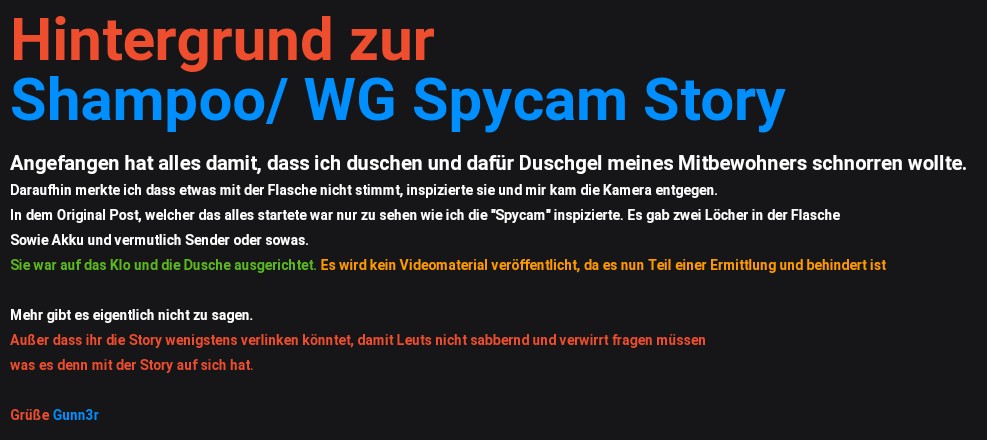 Hintergrund zur
Shampoo/ WG Spycam Story
Angefangen hat alles damit, dass ich duschen und dafür Duschgel meines Mitbewohners schnorren wollte.
Daraufhin merkte ich dass etwas mit der Flasche nicht stimmt, inspizierte sie und mir kam die Kamera entgegen.
In dem Original Post, welcher das alles startete war nur zu sehen wie ich die "Spycam" inspizierte. Es gab zwei Löcher in der Flasche
Sowie Akku und vermutlich Sender oder sowas.
Sie war auf das Klo und die Dusche ausgerichtet. Es wird kein Videomaterial veröffentlicht, da es nun Teil einer Ermittlung und behindert ist
Mehr gibt es eigentlich nicht zu sagen.
Außer dass ihr die Story wenigstens verlinken könntet, damit Leuts nicht sabbernd und verwirrt fragen müssen
was es denn mit der Story auf sich hat.
Grüße Gunn3r